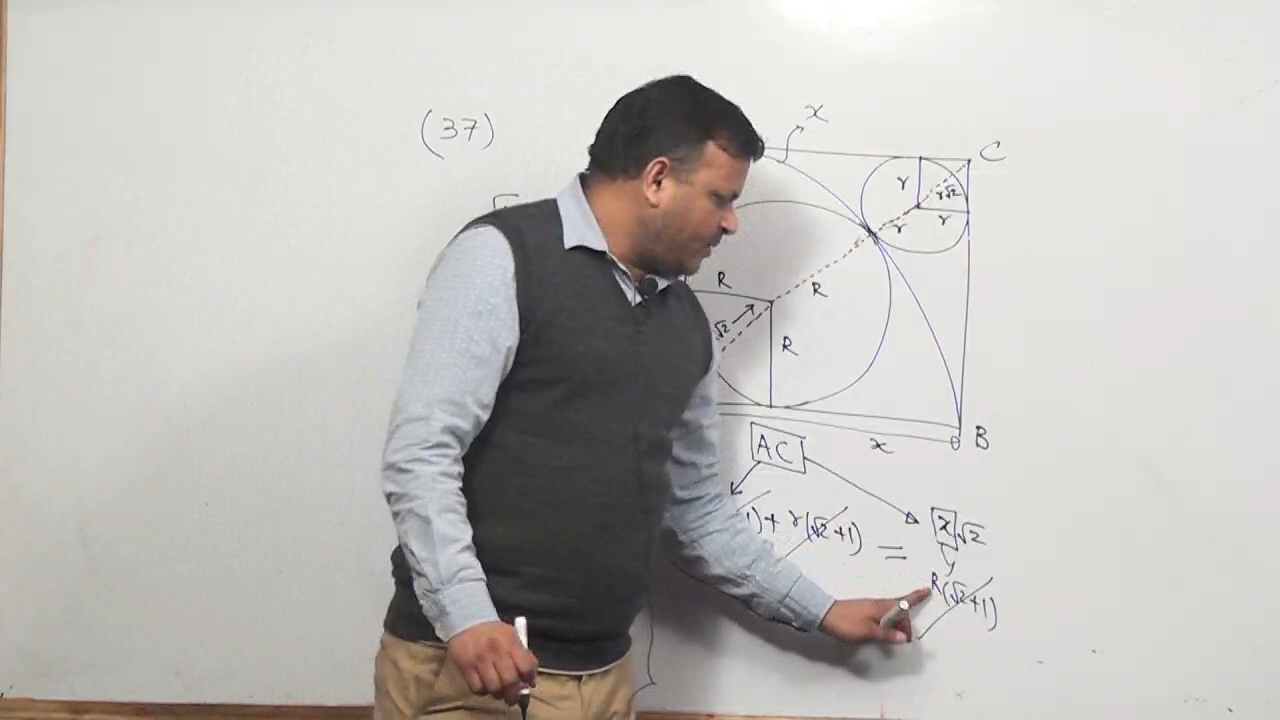 (37)
x
C
r
r√2
r
r
R
R
√2
R
x
B
AC
1) + r(√2+1) = x√2
R(√2+1)